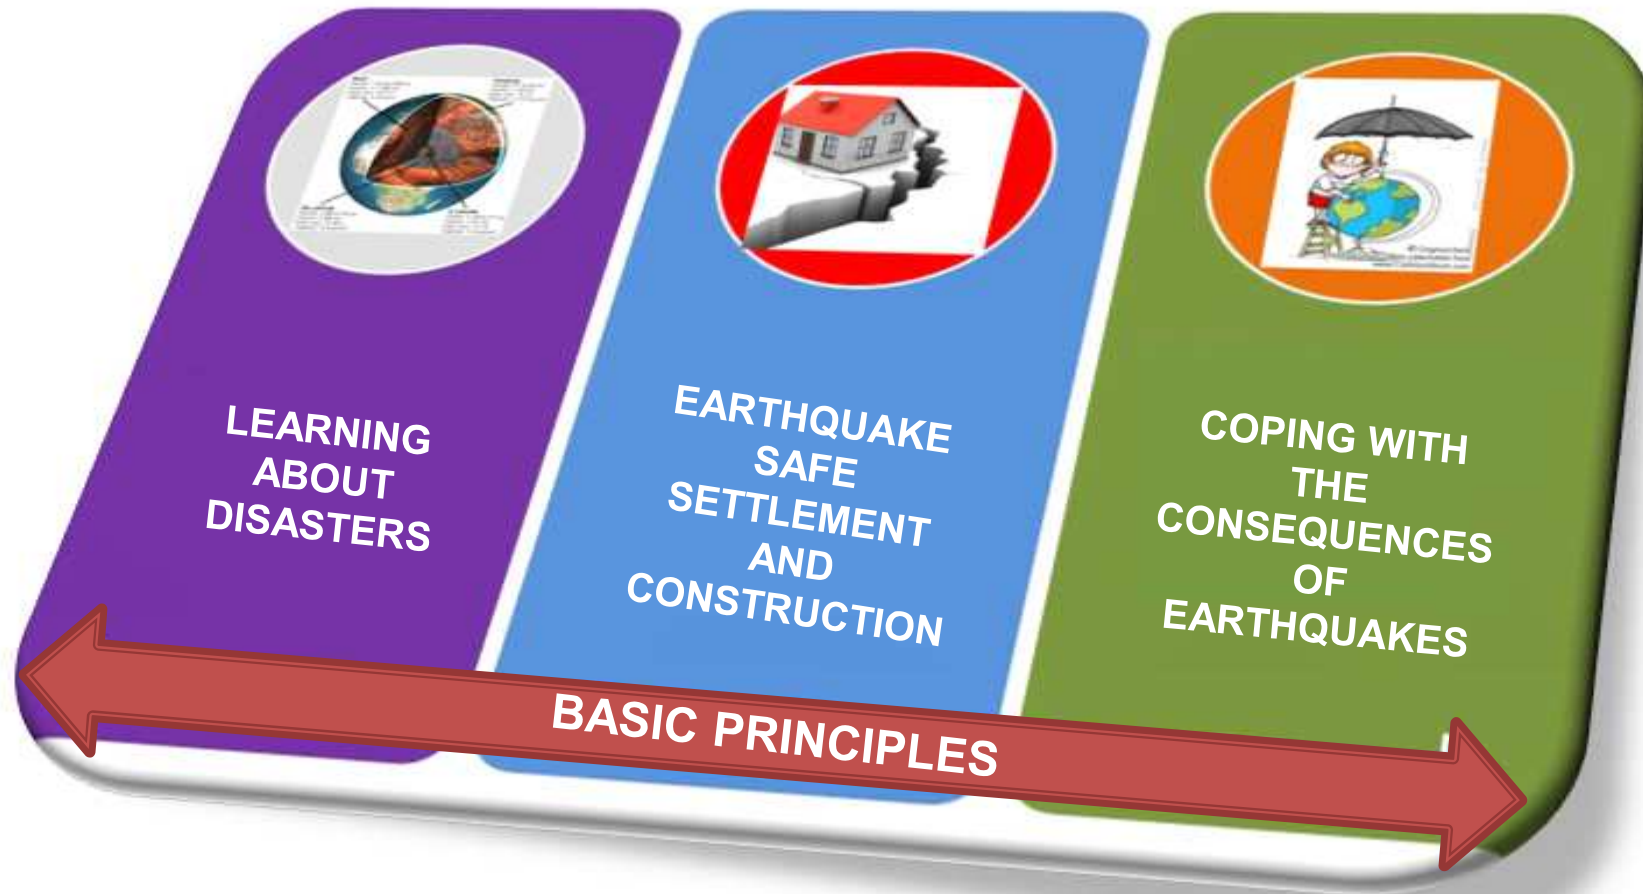 LEARNING
ABOUT
DISASTERS
EARTHQUAKE
SAFE
SETTLEMENT
AND
CONSTRUCTION
COPING WITH
THE
CONSEQUENCES
OF
EARTHQUAKES
BASIC PRINCIPLES